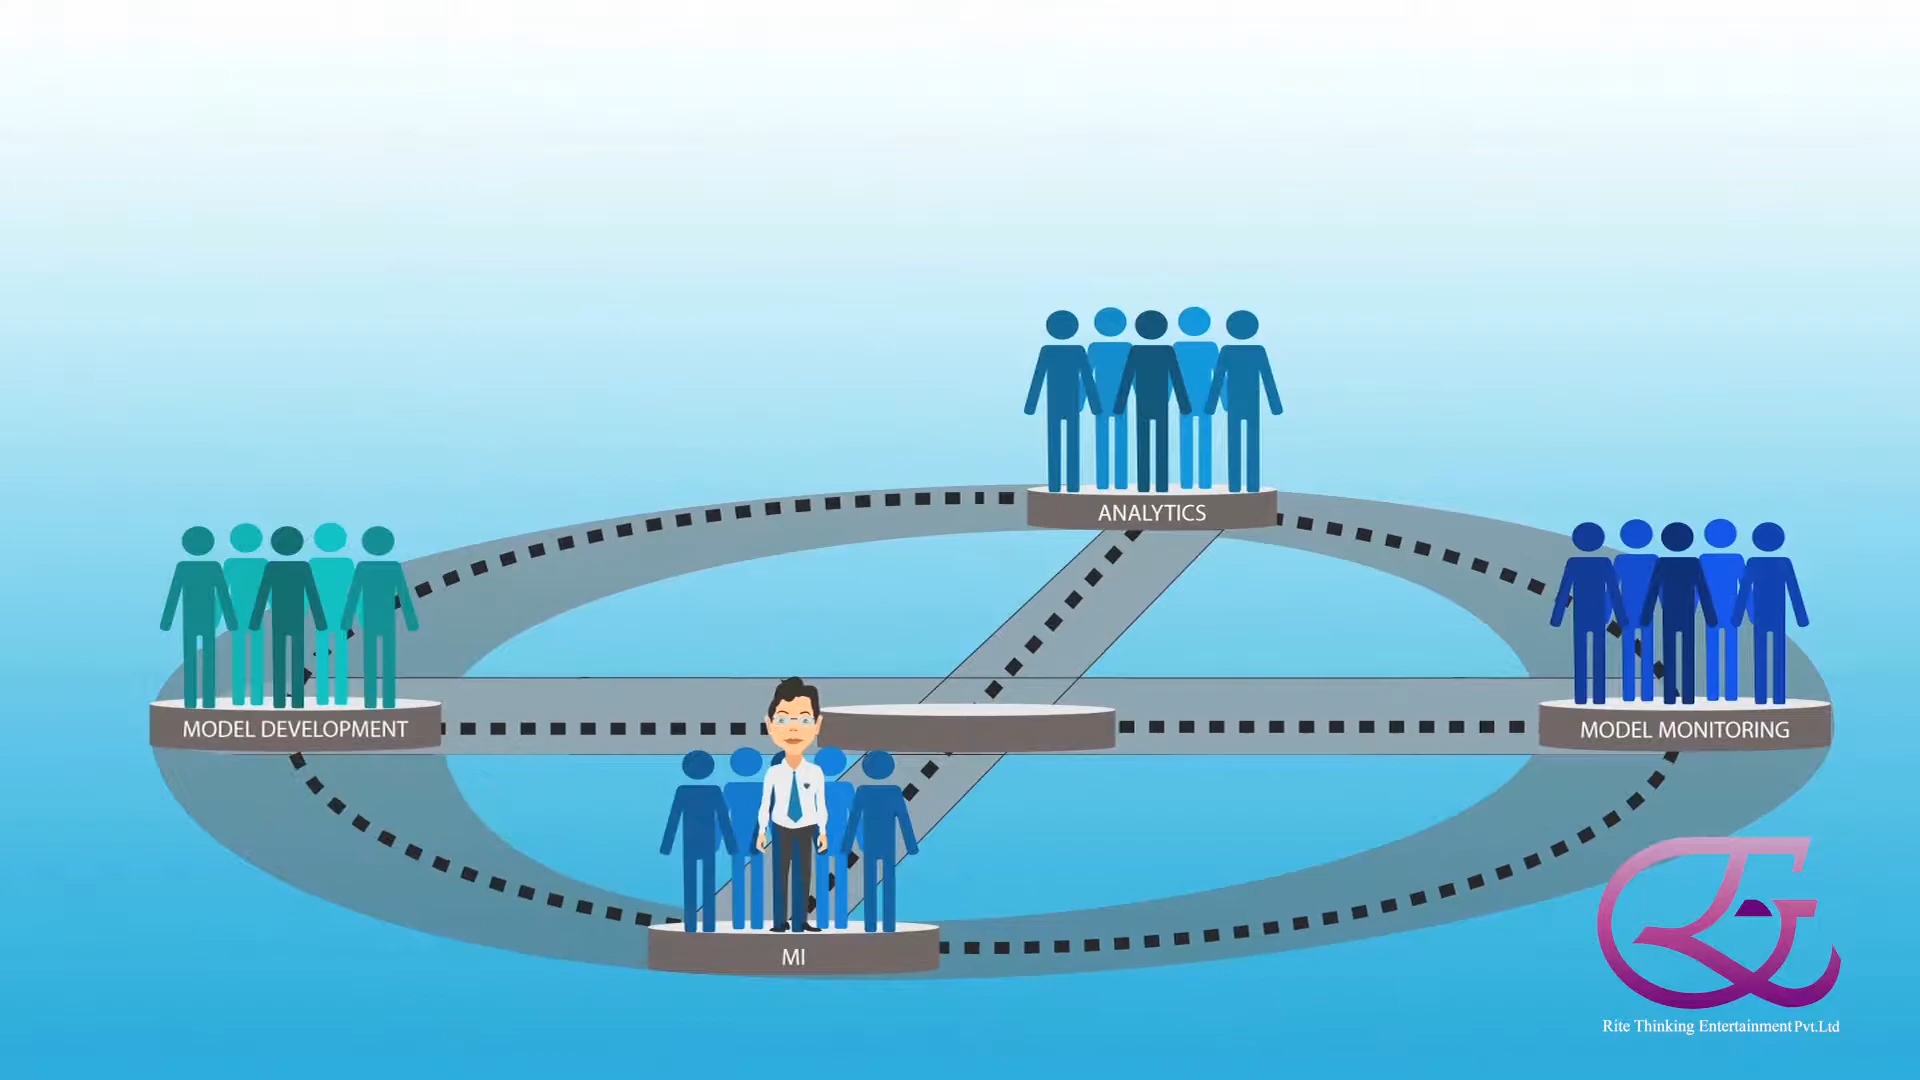 ANALYTICS
MODEL DEVELOPMENT
MODEL MONITORING
MI
Rite Thinking Entertainment Pvt.Ltd